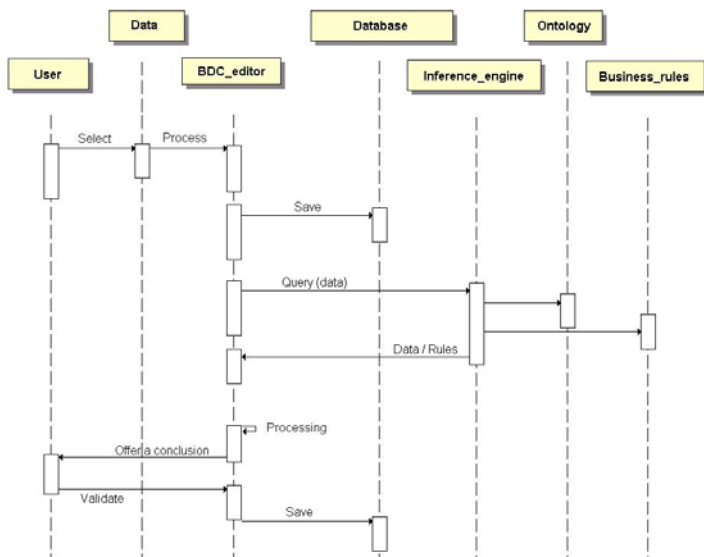 Data
Database
Ontology
User
BDC_editor
Inference_engine
Business_rules
Select
Process
Save
Query (data)
Data / Rules
Processing
Offer a conclusion
Validate
Save